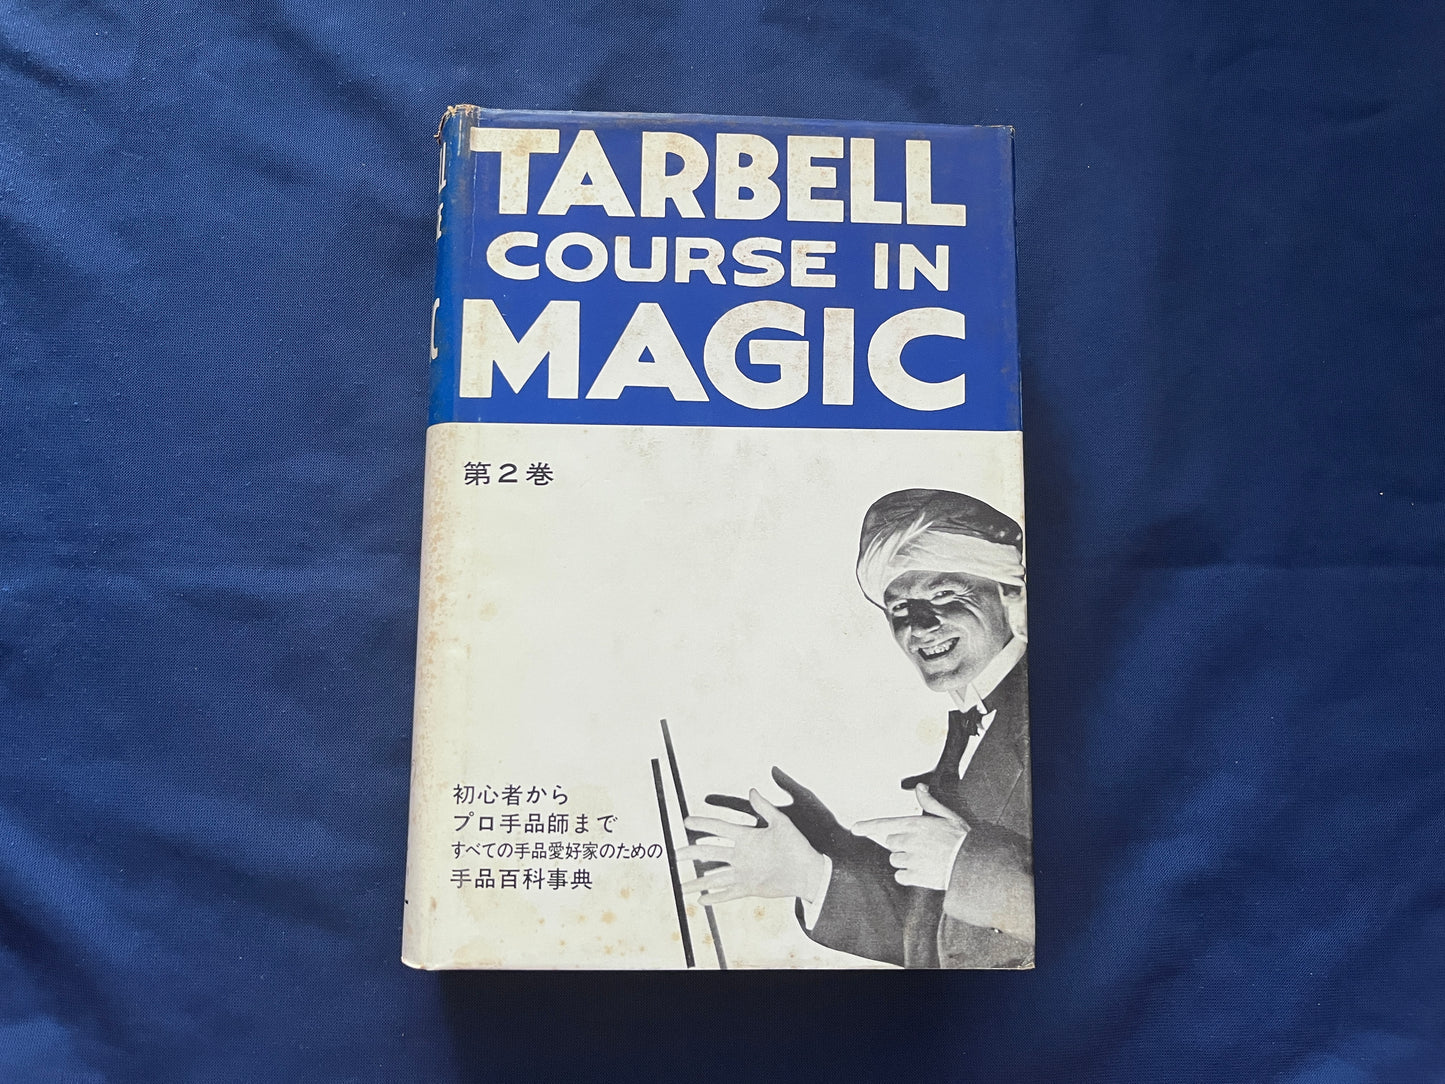 TARBELL
COURSE IN
MAGIC
第2巻
初心者から
プロ手品師まで
すべての手品愛好家のための
手品百科事典